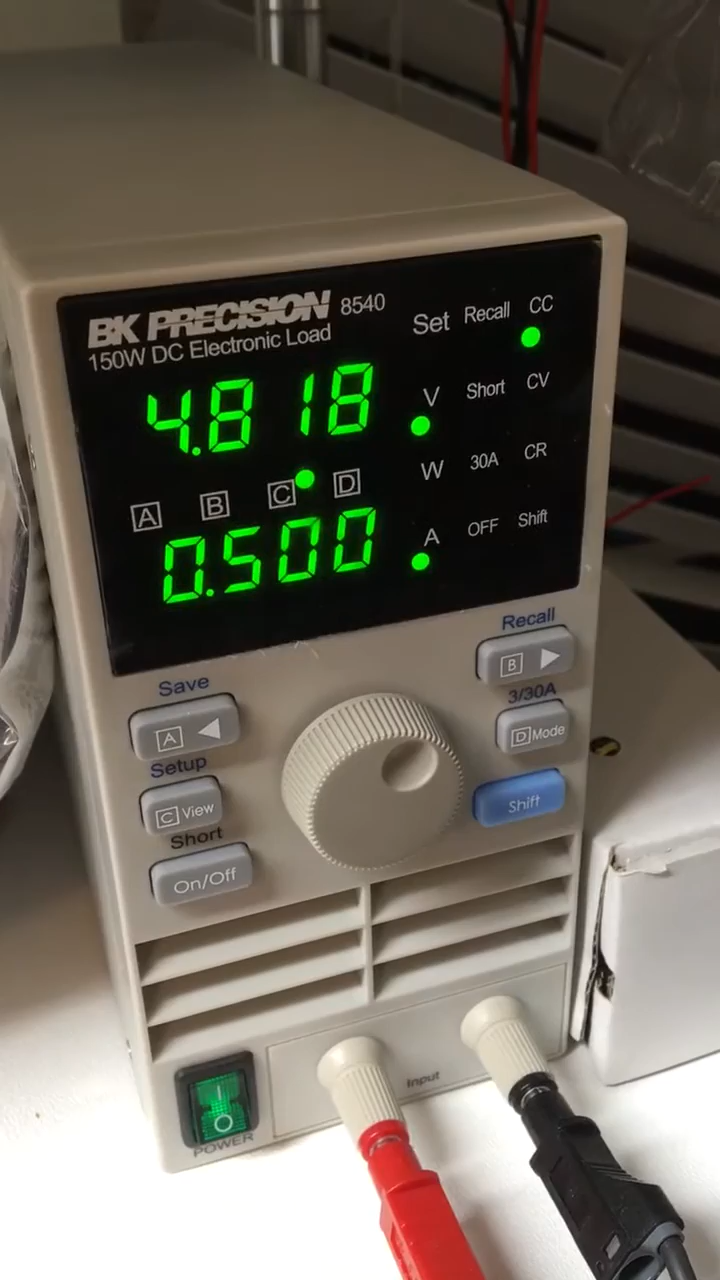 BK PRECISION 8540
150W DC Electronic Load
Set Recall CC
4.818
V Short CV
A B C D
W 30A CR
0.500
A OFF Shift
Recall
B
Save
3/30A
A
D Mode
Setup
C View
Shift
Short
On/Off
Input
I
O
POWER